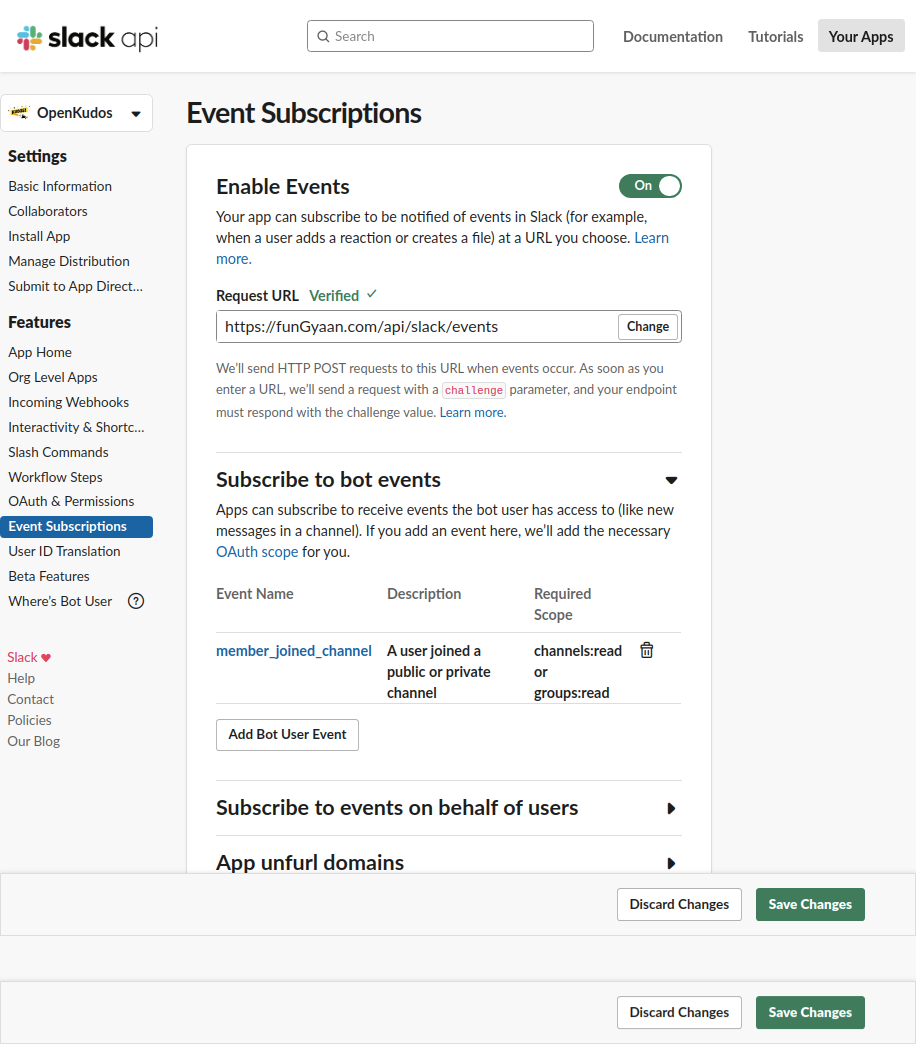 slack api
Search
Documentation
Tutorials
Your Apps
OpenKudos
Settings
Basic Information
Collaborators
Install App
Manage Distribution
Submit to App Direct...
Features
App Home
Org Level Apps
Incoming Webhooks
Interactivity & Shortc...
Slash Commands
Workflow Steps
OAuth & Permissions
Event Subscriptions
User ID Translation
Beta Features
Where's Bot User ?
Slack ♥
Help
Contact
Policies
Our Blog
Event Subscriptions
Enable Events
On
Your app can subscribe to be notified of events in Slack (for example,
when a user adds a reaction or creates a file) at a URL you choose. Learn
more.
Request URL Verified ✓
https://funGyaan.com/api/slack/events
Change
We'll send HTTP POST requests to this URL when events occur. As soon as you
enter a URL, we'll send a request with a challenge parameter, and your endpoint
must respond with the challenge value. Learn more.
Subscribe to bot events
Apps can subscribe to receive events the bot user has access to (like new
messages in a channel). If you add an event here, we'll add the necessary
OAuth scope for you.
Event Name
Description
Required
Scope
member_joined_channel
A user joined a
public or private
channel
channels:read
or
groups:read
Add Bot User Event
Subscribe to events on behalf of users
App unfurl domains
Discard Changes
Save Changes
Discard Changes
Save Changes